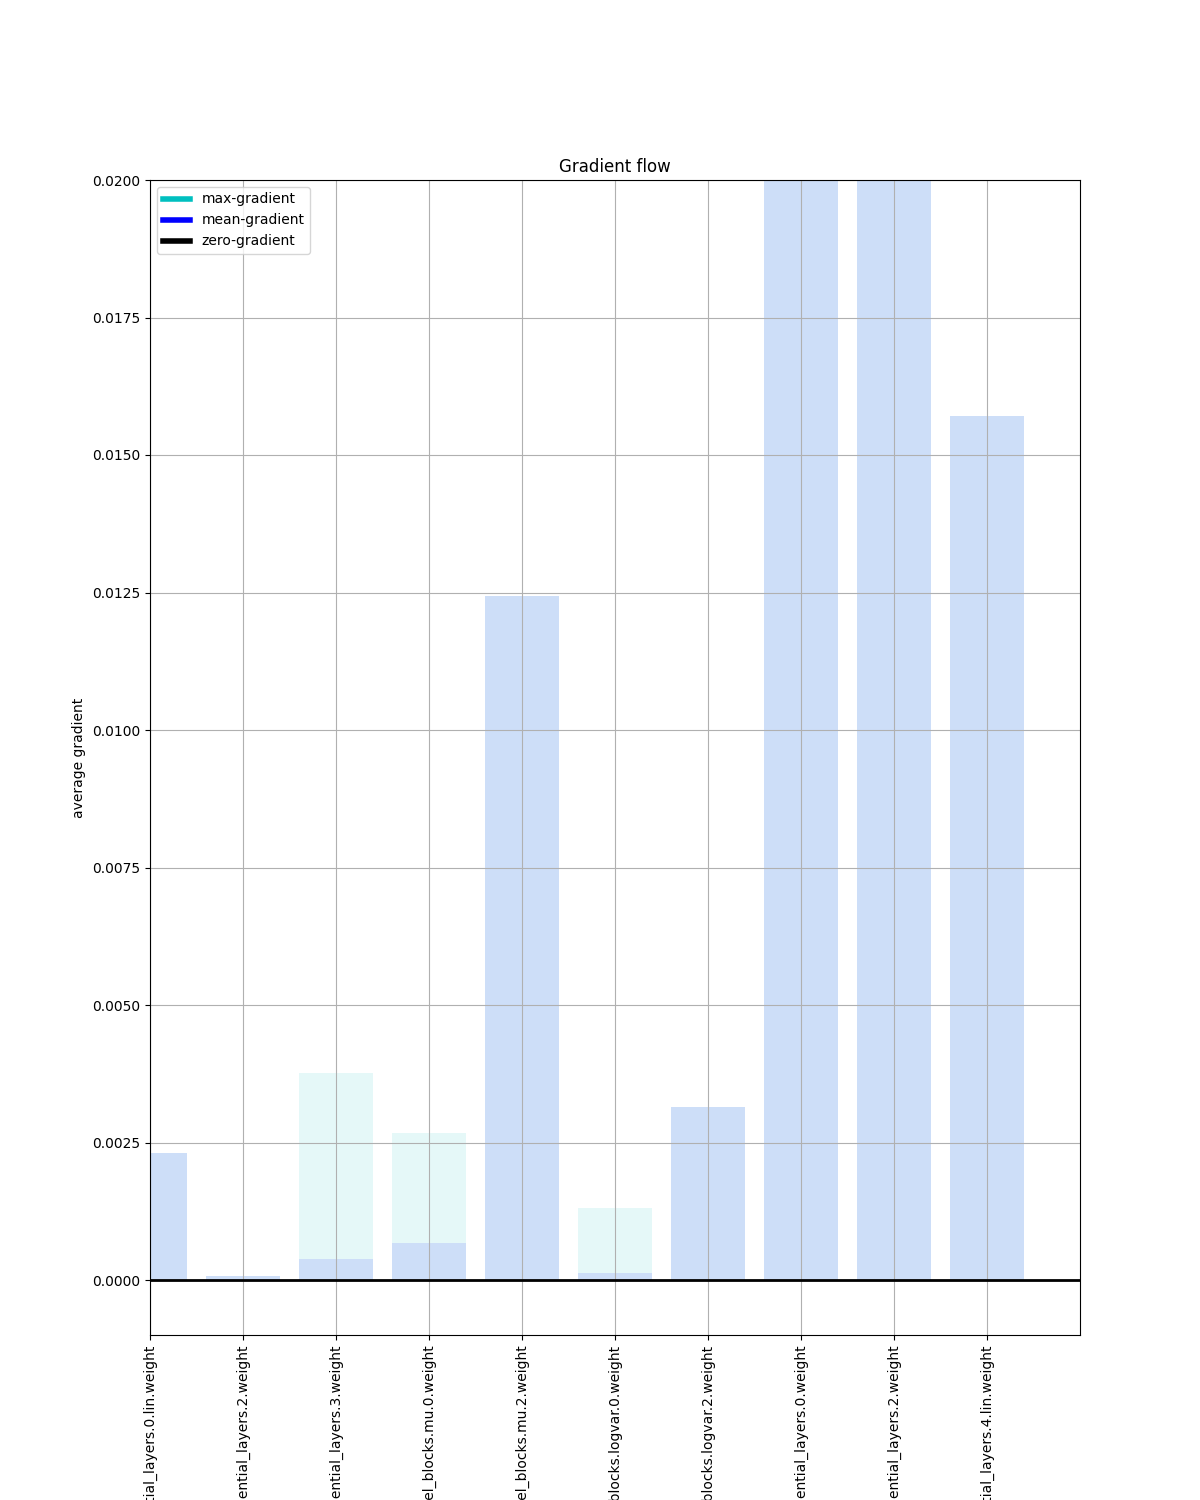 Gradient flow
max-gradient
mean-gradient
zero-gradient
0.0200
0.0175
0.0150
0.0125
0.0100
0.0075
0.0050
0.0025
0.0000
average gradient
tial_layers.0.lin.weight
ential_layers.2.weight
ential_layers.3.weight
el_blocks.mu.0.weight
el_blocks.mu.2.weight
blocks.logvar.0.weight
blocks.logvar.2.weight
ential_layers.0.weight
ential_layers.2.weight
tial_layers.4.lin.weight